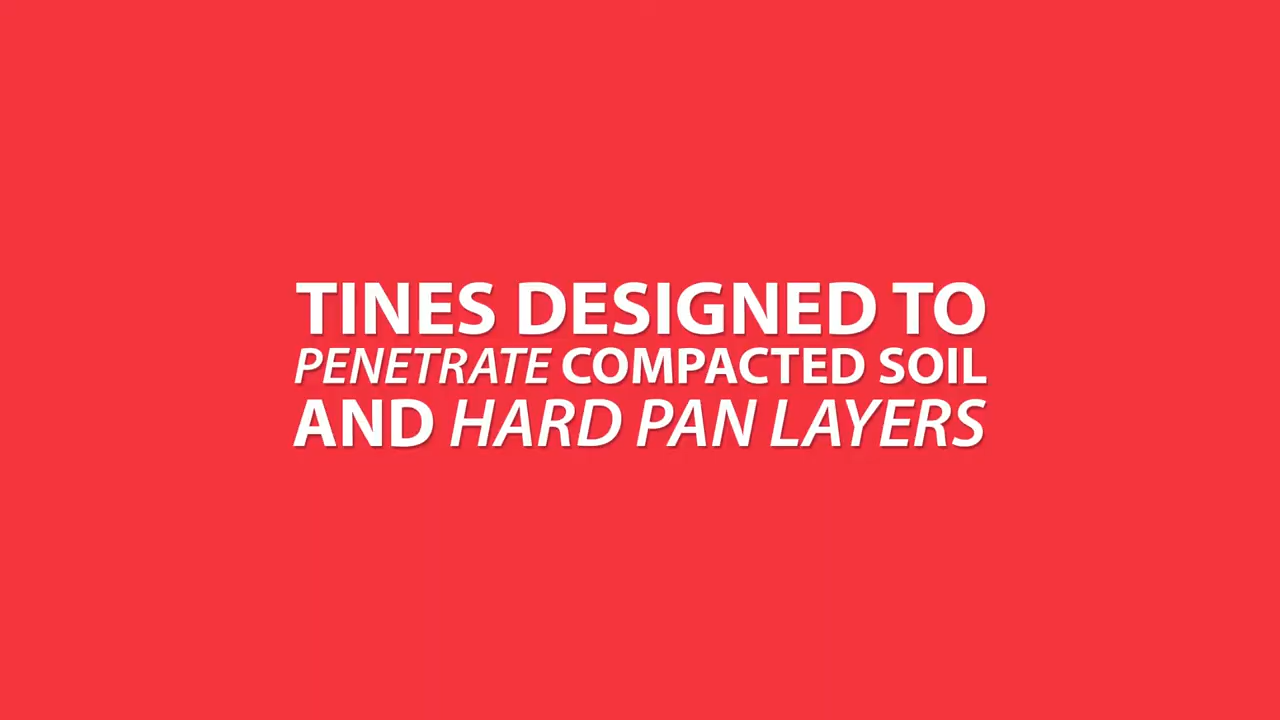 TINES DESIGNED TO
PENETRATE COMPACTED SOIL
AND HARD PAN LAYERS